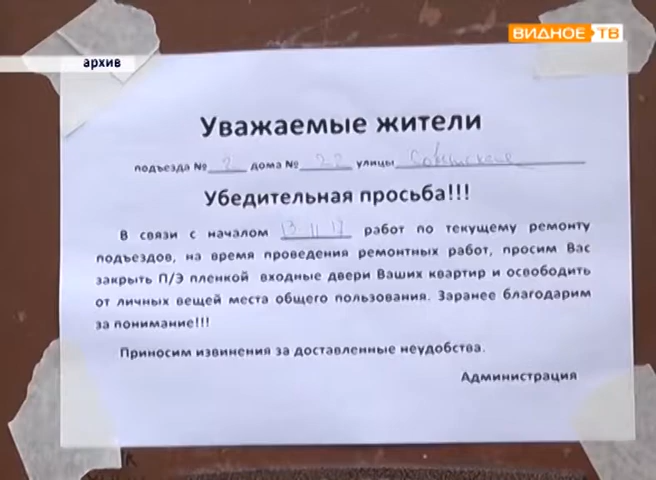 ВИДНОЕ ТВ
архив
Уважаемые жители
подъезда № 2 дома № 22 улицы Советская
Убедительная просьба!!!
В связи с началом 13.11.17 работ по текущему ремонту
подъездов, на время проведения ремонтных работ, просим Вас
закрыть П/Э пленкой входные двери Ваших квартир и освободить
от личных вещей места общего пользования. Заранее благодарим
за понимание!!!
Приносим извинения за доставленные неудобства.
Администрация